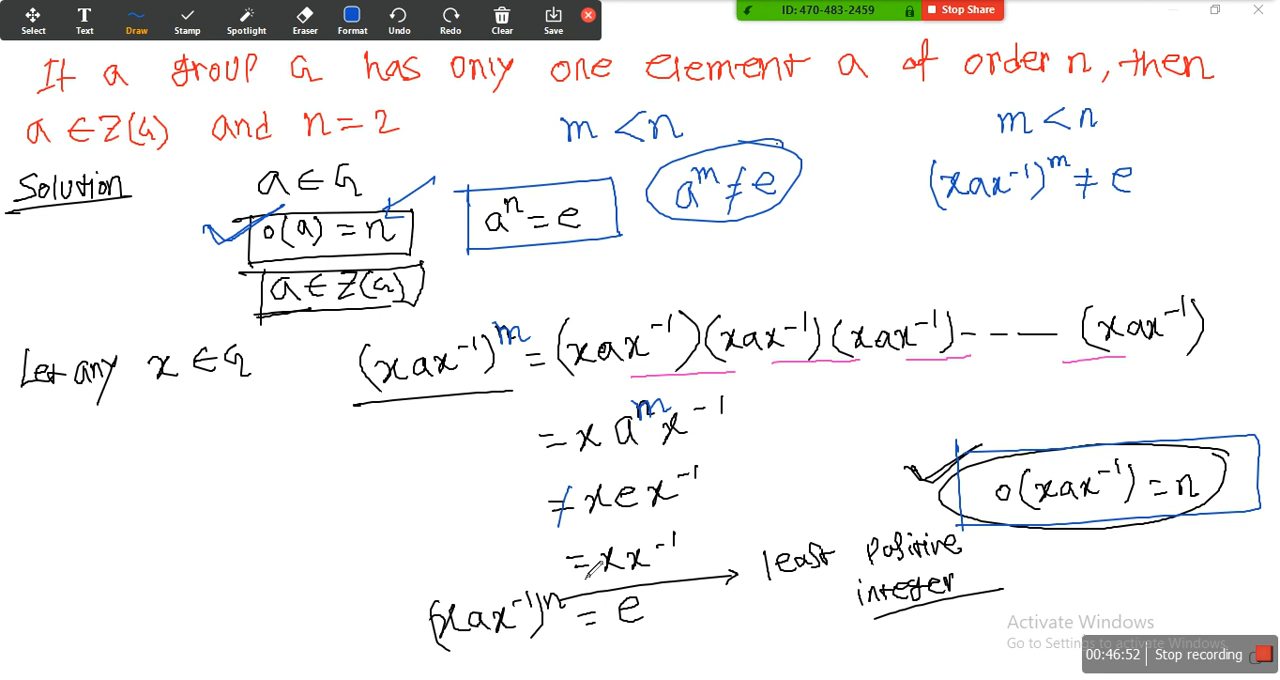 Select Text Draw Stamp Spotlight Eraser Format Undo Redo Clear Save
ID: 470-483-2459 Stop Share
If a group G has only one element a of order n, then
a ∈ Z(G) and n = 2
m < n
m < n
Solution
a ∈ G
o(a) = n
aⁿ = e
aᵐ ≠ e
(xax⁻¹)ᵐ ≠ e
a ∈ Z(G)
Let any x ∈ G
(xax⁻¹)ᵐ = (xax⁻¹)(xax⁻¹)(xax⁻¹) ---- — (xax⁻¹)
= x aᵐ x⁻¹
≠ x e x⁻¹
o(xax⁻¹) = n
= x x⁻¹
least positive
integer
(xax⁻¹)ⁿ = e
Activate Windows
Go to Settings to activate Windows.
00:46:52 Stop recording